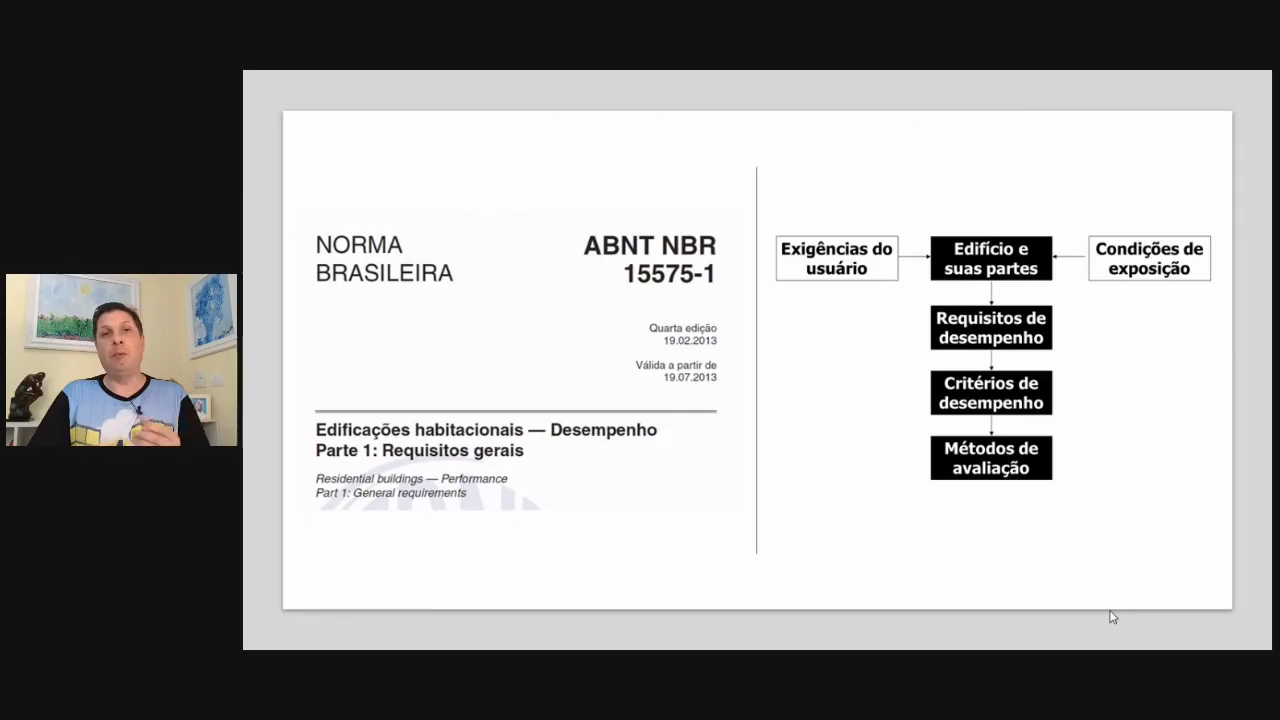 NORMA
BRASILEIRA
ABNT NBR
15575-1
Quarta edição
19.02.2013
Válida a partir de
19.07.2013
Edificações habitacionais — Desempenho
Parte 1: Requisitos gerais
Residential buildings — Performance
Part 1: General requirements
Exigências do
usuário
Edifício e
suas partes
Condições de
exposição
Requisitos de
desempenho
Critérios de
desempenho
Métodos de
avaliação